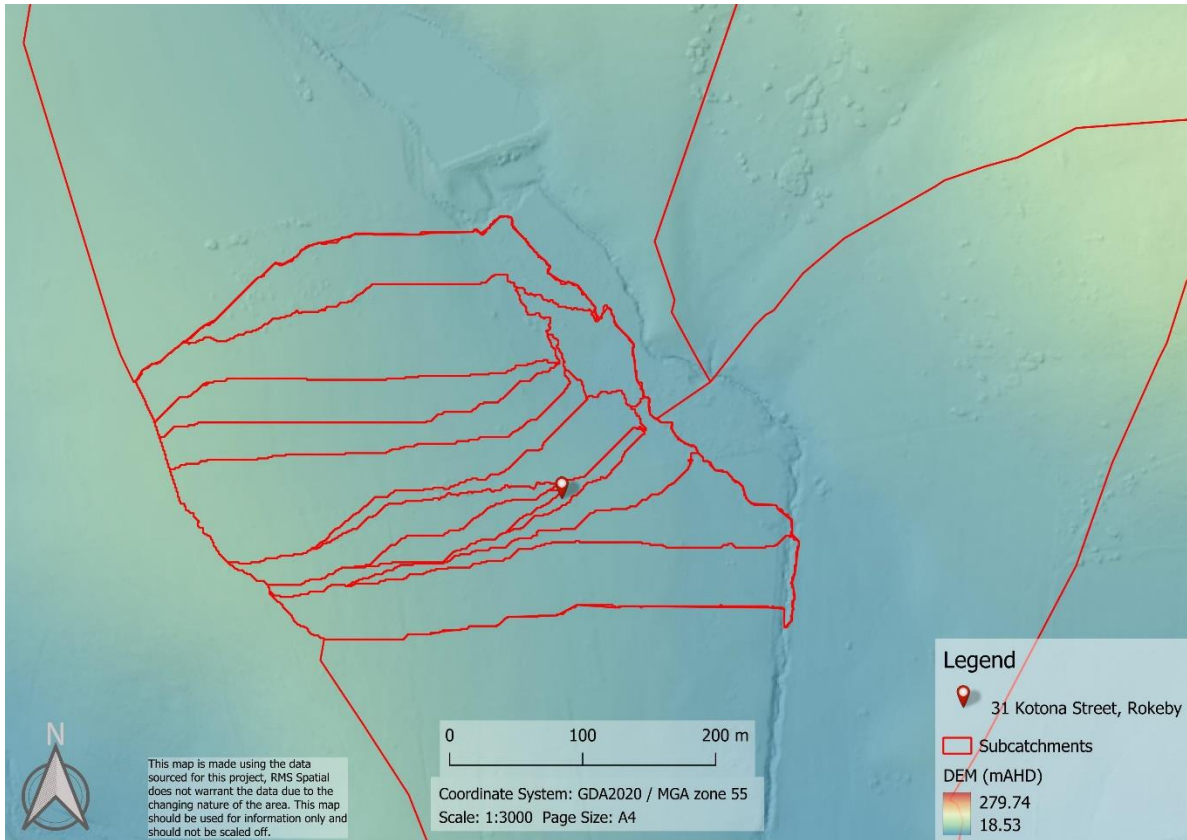 N
This map is made using the data
sourced for this project, RMS Spatial
does not warrant the data due to the
changing nature of the area. This map
should be used for information only and
should not be scaled off.
0 100 200 m
Coordinate System: GDA2020 / MGA zone 55
Scale: 1:3000 Page Size: A4
Legend
31 Kotona Street, Rokeby
Subcatchments
DEM (mAHD)
279.74
18.53